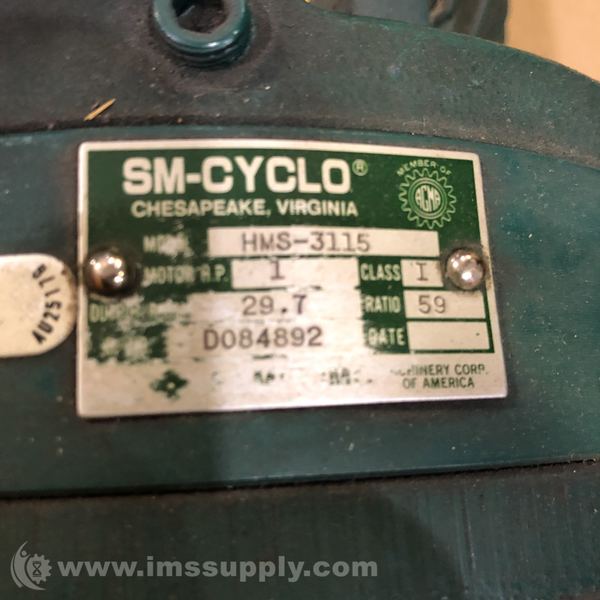 SM-CYCLO®
CHESAPEAKE, VIRGINIA
MEMBER OF
AGMA
MODEL HMS-3115
MOTOR H.P. 1 CLASS I
29.7 RATIO 59
D084892 DATE
MACHINERY CORP.
OF AMERICA
AU25117S
www.imssupply.com